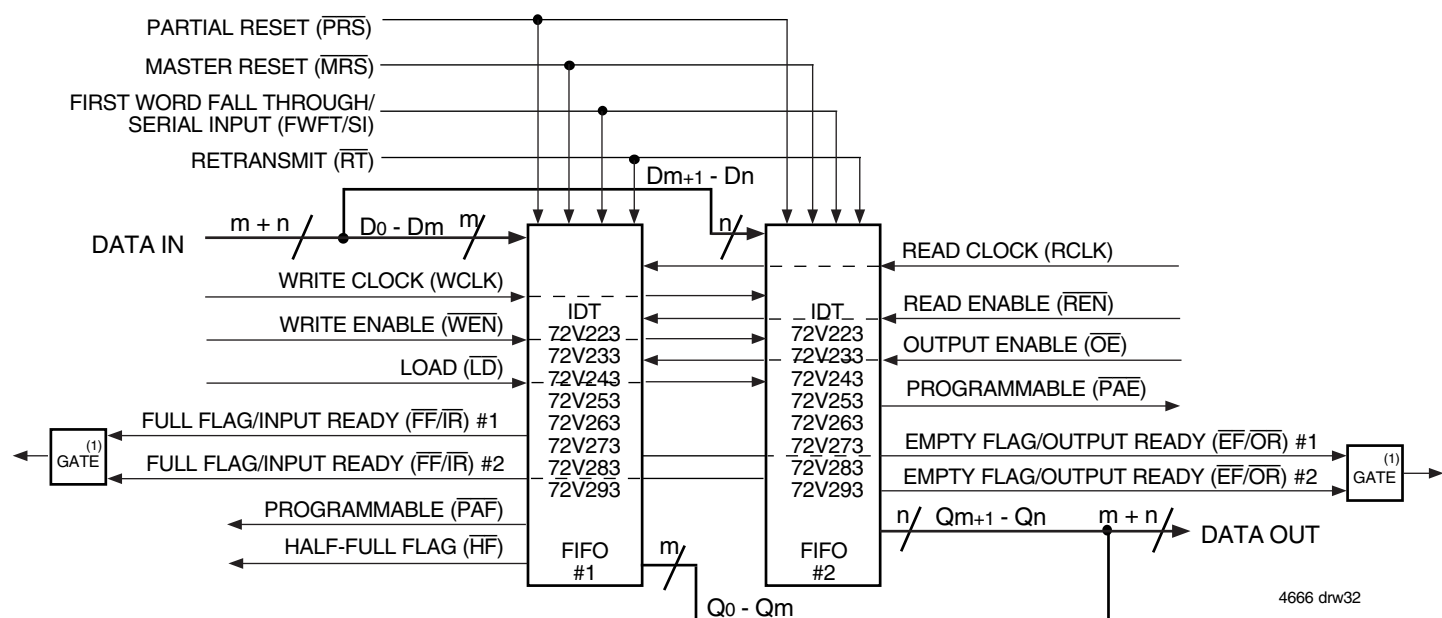 PARTIAL RESET (PRS)
MASTER RESET (MRS)
FIRST WORD FALL THROUGH/
SERIAL INPUT (FWFT/SI)
RETRANSMIT (RT)
Dm+1 - Dn
m + n
D0 - Dm
m
n
DATA IN
READ CLOCK (RCLK)
WRITE CLOCK (WCLK)
READ ENABLE (REN)
WRITE ENABLE (WEN)
OUTPUT ENABLE (OE)
LOAD (LD)
PROGRAMMABLE (PAE)
IDT
72V223
72V233
72V243
72V253
72V263
72V273
72V283
72V293
IDT
72V223
72V233
72V243
72V253
72V263
72V273
72V283
72V293
FULL FLAG/INPUT READY (FF/IR) #1
(1)
GATE
FULL FLAG/INPUT READY (FF/IR) #2
EMPTY FLAG/OUTPUT READY (EF/OR) #1
(1)
GATE
EMPTY FLAG/OUTPUT READY (EF/OR) #2
PROGRAMMABLE (PAF)
HALF-FULL FLAG (HF)
n
Qm+1 - Qn
m + n
DATA OUT
FIFO
#1
m
FIFO
#2
Q0 - Qm
4666 drw32